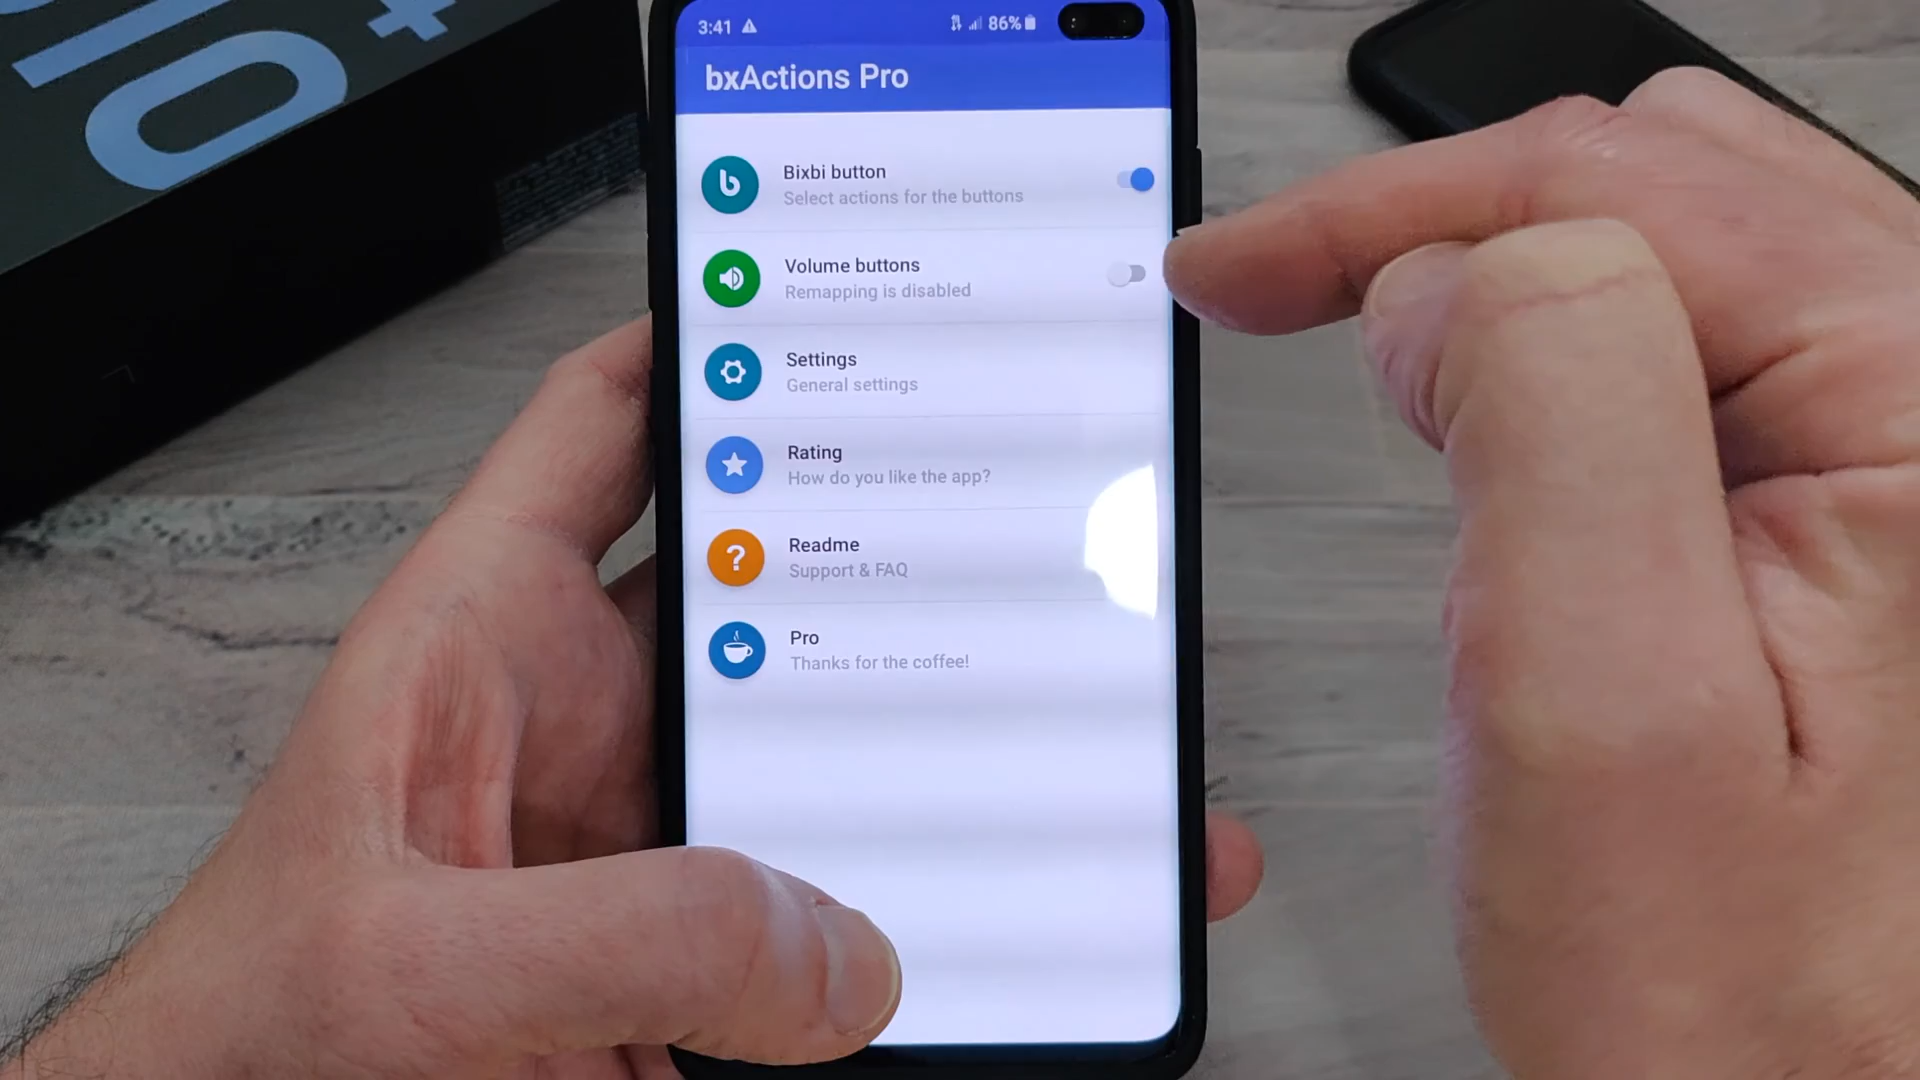 3:41
86%
bxActions Pro
Bixbi button
Select actions for the buttons
Volume buttons
Remapping is disabled
Settings
General settings
Rating
How do you like the app?
Readme
Support & FAQ
Pro
Thanks for the coffee!